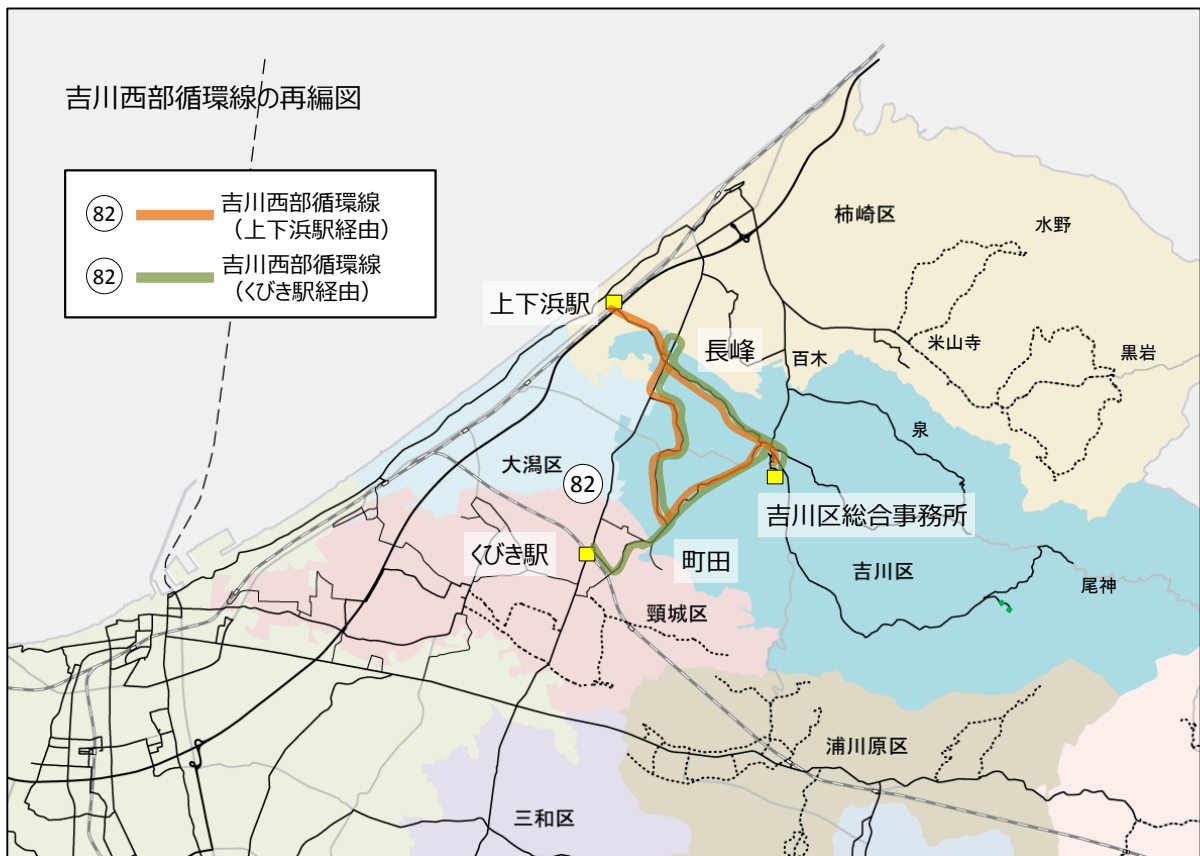 吉川西部循環線の再編図
82
吉川西部循環線
（上下浜駅経由）
82
吉川西部循環線
（くびき駅経由）
柿崎区
水野
上下浜駅
長峰
百木
米山寺
黒岩
泉
大潟区
82
吉川区総合事務所
くびき駅
町田
吉川区
尾神
頸城区
浦川原区
三和区